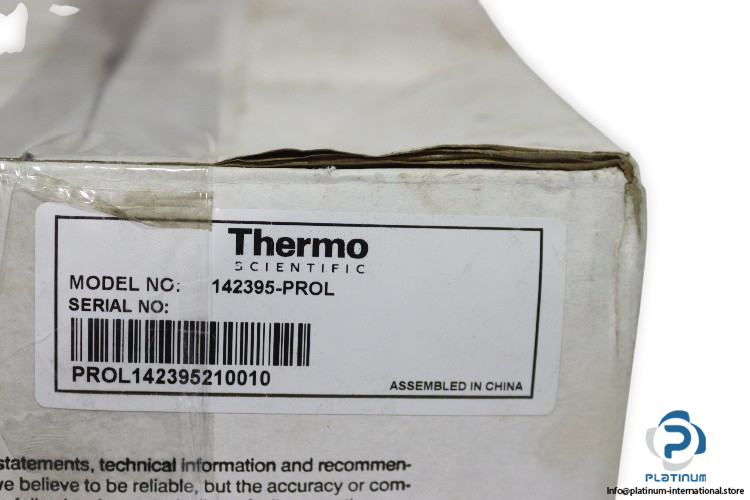 Thermo
SCIENTIFIC
MODEL NO: 142395-PROL
SERIAL NO:
PROL142395210010
ASSEMBLED IN CHINA
statements, technical information and recommen-
ve believe to be reliable, but the accuracy or com-
PLATINUM
Info@platinum-international.store